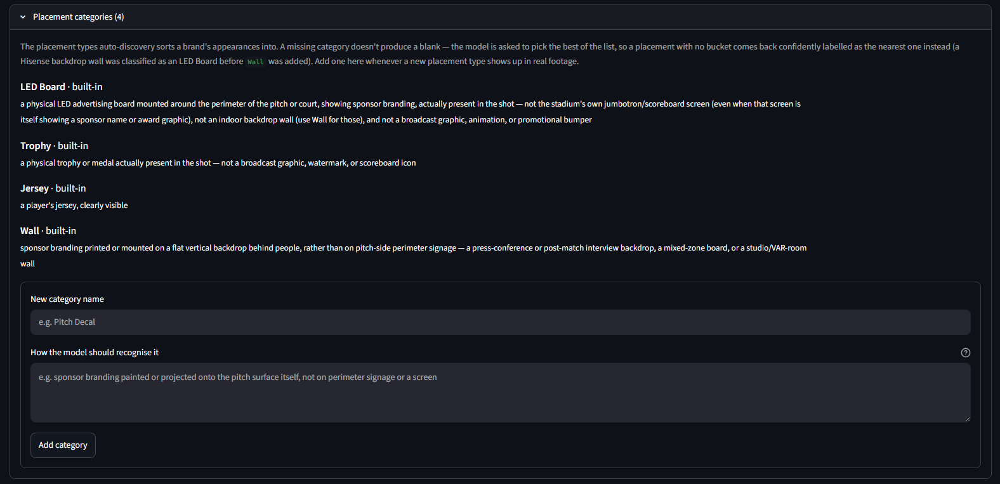 Placement categories (4)
The placement types auto-discovery sorts a brand's appearances into. A missing category doesn't produce a blank — the model is asked to pick the best of the list, so a placement with no bucket comes back confidently labelled as the nearest one instead (a
Hisense backdrop wall was classified as an LED Board before Wall was added). Add one here whenever a new placement type shows up in real footage.
LED Board · built-in
a physical LED advertising board mounted around the perimeter of the pitch or court, showing sponsor branding, actually present in the shot — not the stadium's own jumbotron/scoreboard screen (even when that screen is
itself showing a sponsor name or award graphic), not an indoor backdrop wall (use Wall for those), and not a broadcast graphic, animation, or promotional bumper
Trophy · built-in
a physical trophy or medal actually present in the shot — not a broadcast graphic, watermark, or scoreboard icon
Jersey · built-in
a player's jersey, clearly visible
Wall · built-in
sponsor branding printed or mounted on a flat vertical backdrop behind people, rather than on pitch-side perimeter signage — a press-conference or post-match interview backdrop, a mixed-zone board, or a studio/VAR-room
wall
New category name
e.g. Pitch Decal
How the model should recognise it
e.g. sponsor branding painted or projected onto the pitch surface itself, not on perimeter signage or a screen
Add category